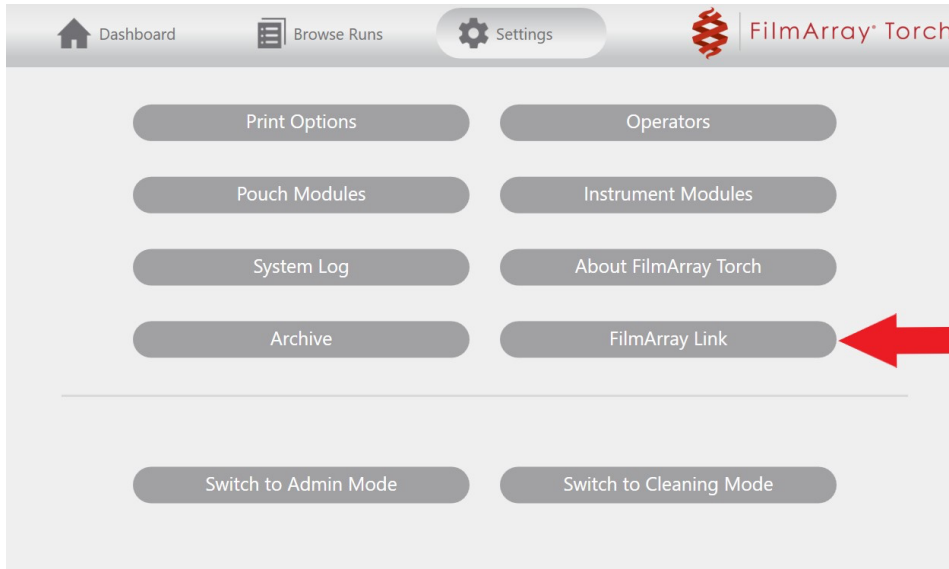 Dashboard Browse Runs Settings FilmArray® Torch
Print Options Operators
Pouch Modules Instrument Modules
System Log About FilmArray Torch
Archive FilmArray Link
Switch to Admin Mode Switch to Cleaning Mode